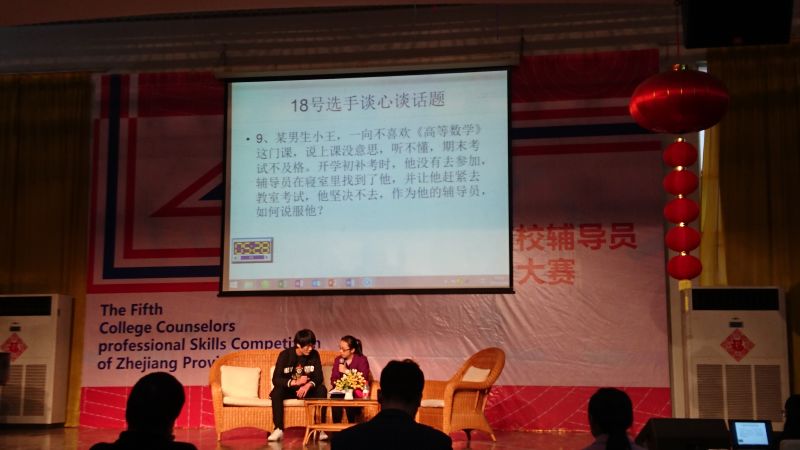 18号选手谈心谈话题
• 9、某男生小王，一向不喜欢《高等数学》
这门课，说上课没意思，听不懂，期末考
试不及格。开学初补考时，他没有去参加，
辅导员在寝室里找到了他，并让他赶紧去
教室考试，他坚决不去，作为他的辅导员，
如何说服他？
05:28
校辅导员
大赛
The Fifth
College Counselors
professional Skills Competition
of Zhejiang Provi